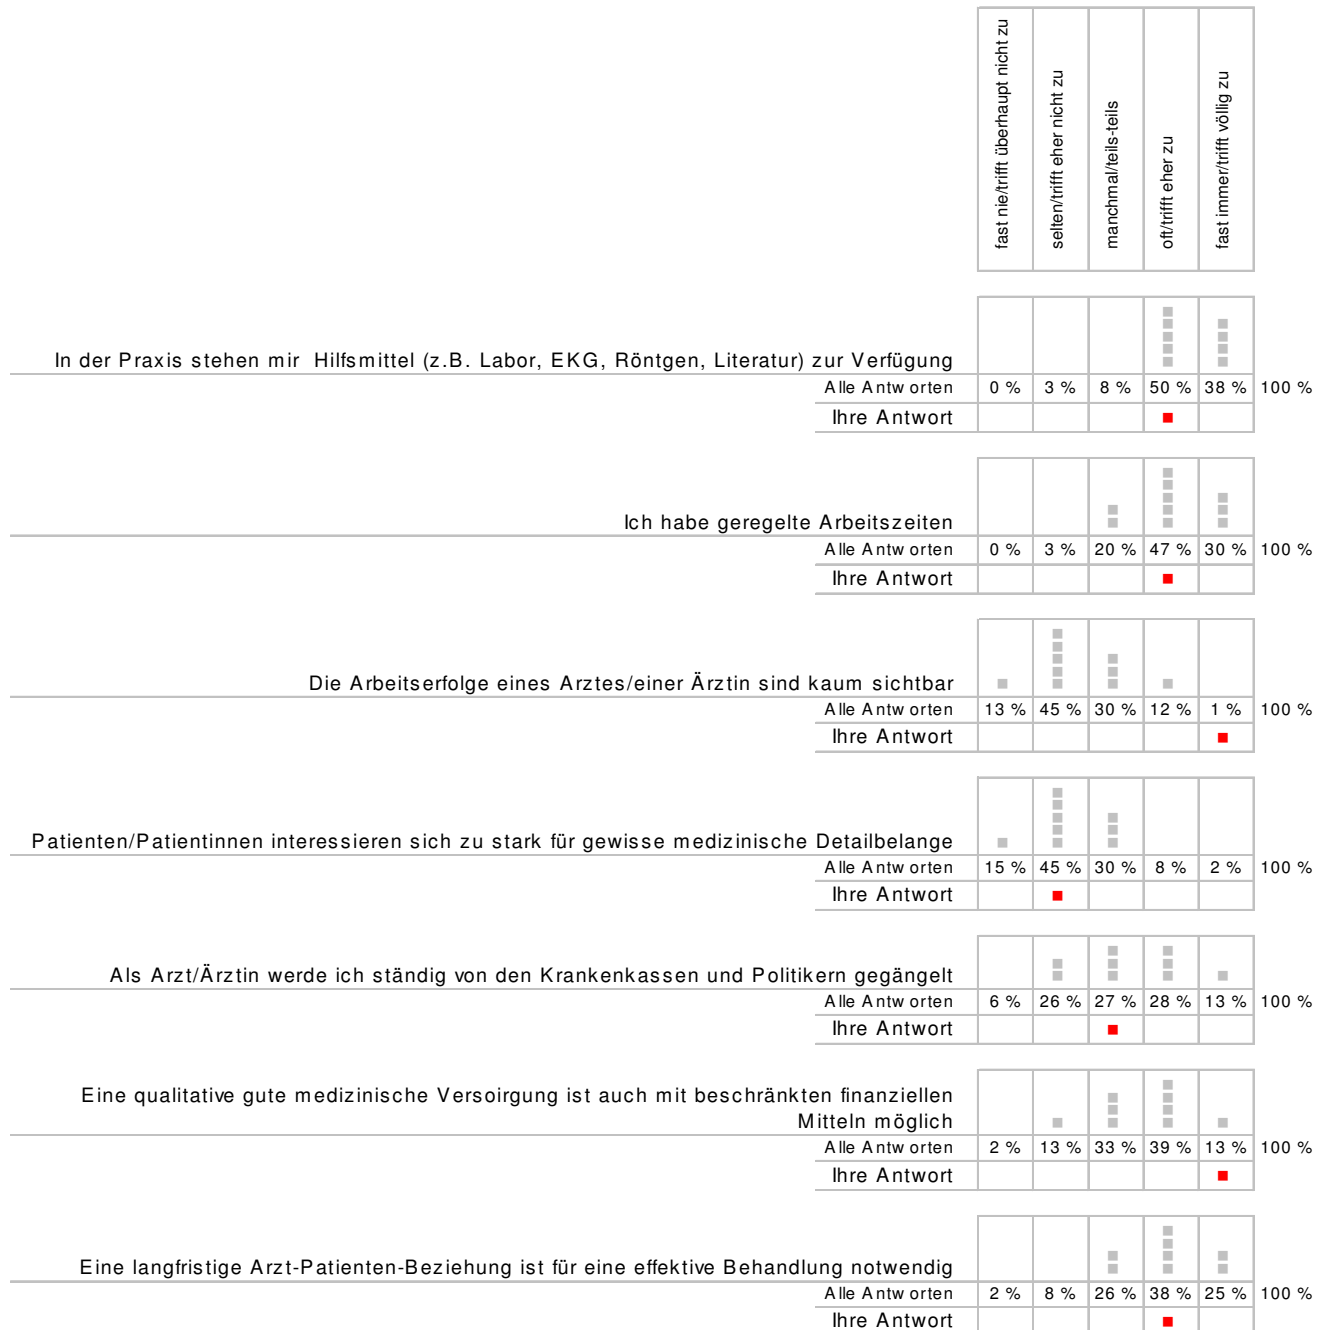 fast nie/trifft überhaupt nicht zu
selten/trifft eher nicht zu
manchmal/teils-teils
oft/trifft eher zu
fast immer/trifft völlig zu
In der Praxis stehen mir Hilfsmittel (z.B. Labor, EKG, Röntgen, Literatur) zur Verfügung
Alle Antworten 0 % 3 % 8 % 50 % 38 % 100 %
Ihre Antwort
Ich habe geregelte Arbeitszeiten
Alle Antworten 0 % 3 % 20 % 47 % 30 % 100 %
Ihre Antwort
Die Arbeitserfolge eines Arztes/einer Ärztin sind kaum sichtbar
Alle Antworten 13 % 45 % 30 % 12 % 1 % 100 %
Ihre Antwort
Patienten/Patientinnen interessieren sich zu stark für gewisse medizinische Detailbelange
Alle Antworten 15 % 45 % 30 % 8 % 2 % 100 %
Ihre Antwort
Als Arzt/Ärztin werde ich ständig von den Krankenkassen und Politikern gegängelt
Alle Antworten 6 % 26 % 27 % 28 % 13 % 100 %
Ihre Antwort
Eine qualitative gute medizinische Versoirgung ist auch mit beschränkten finanziellen
Mitteln möglich
Alle Antworten 2 % 13 % 33 % 39 % 13 % 100 %
Ihre Antwort
Eine langfristige Arzt-Patienten-Beziehung ist für eine effektive Behandlung notwendig
Alle Antworten 2 % 8 % 26 % 38 % 25 % 100 %
Ihre Antwort